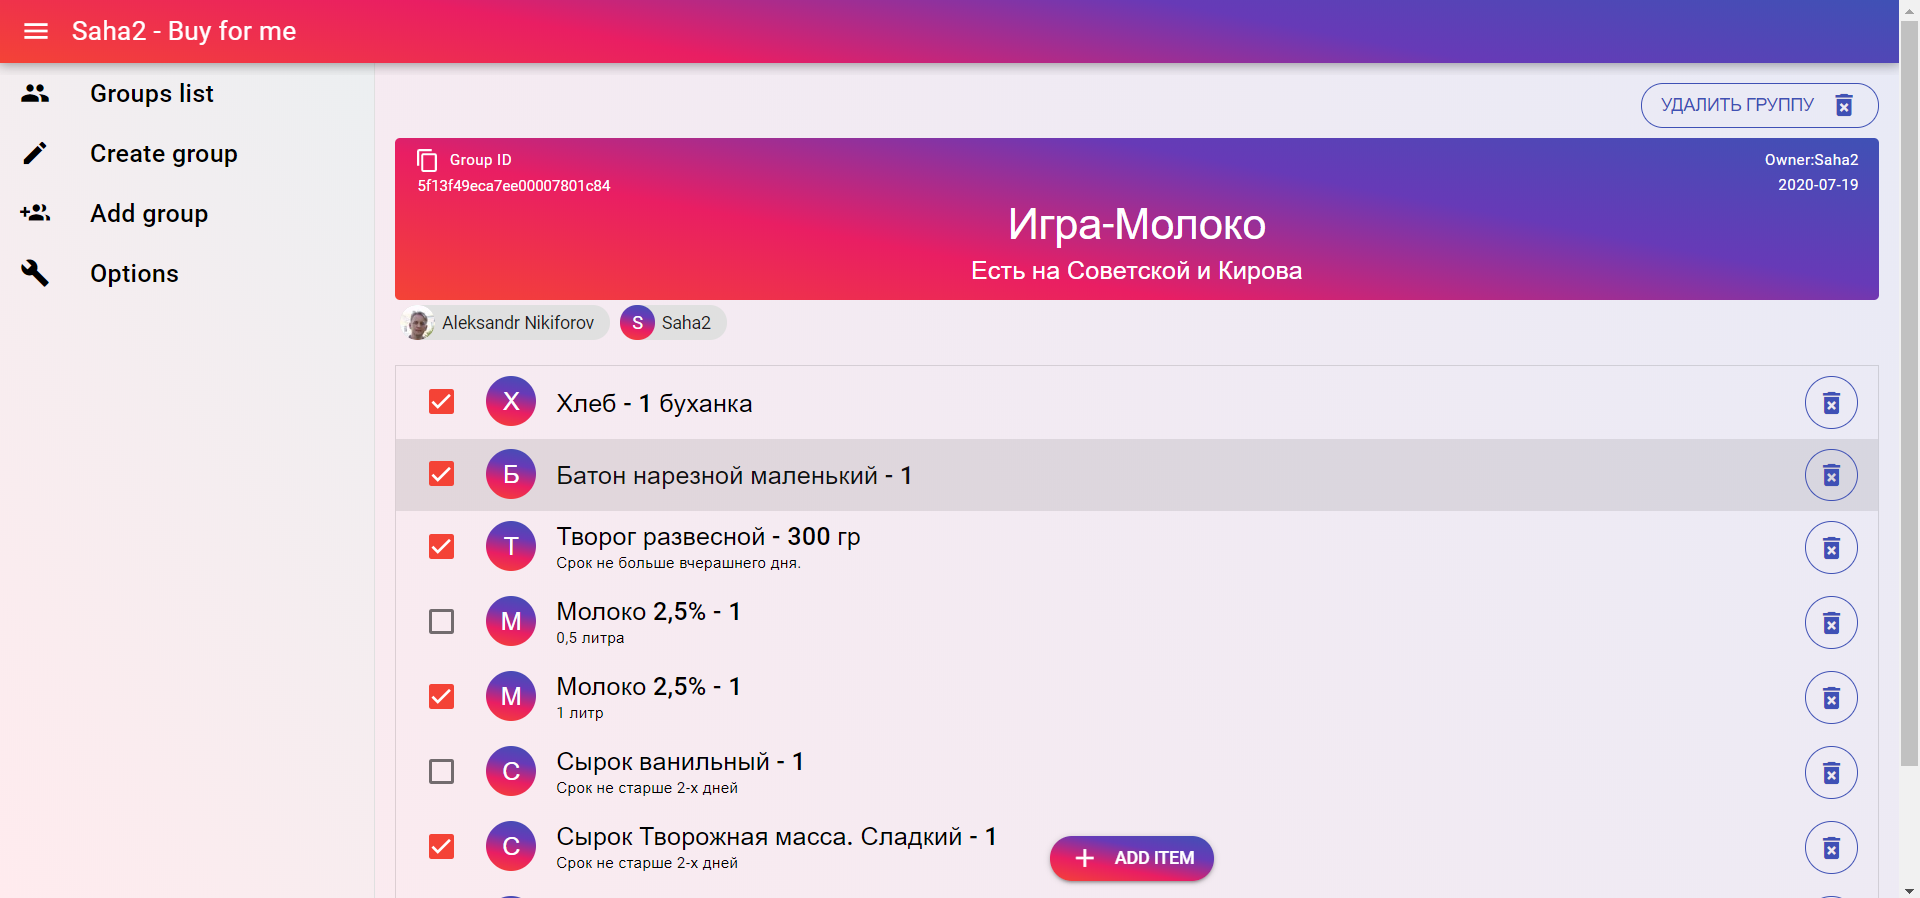 Saha2 - Buy for me
Groups list
Create group
Add group
Options
УДАЛИТЬ ГРУППУ
Group ID
5f13f49eca7ee00007801c84
Owner:Saha2
2020-07-19
Игра-Молоко
Есть на Советской и Кирова
Aleksandr Nikiforov
S Saha2
Х Хлеб - 1 буханка
Б Батон нарезной маленький - 1
Т Творог развесной - 300 гр
Срок не больше вчерашнего дня.
М Молоко 2,5% - 1
0,5 литра
М Молоко 2,5% - 1
1 литр
С Сырок ванильный - 1
Срок не старше 2-х дней
С Сырок Творожная масса. Сладкий - 1
Срок не старше 2-х дней
ADD ITEM